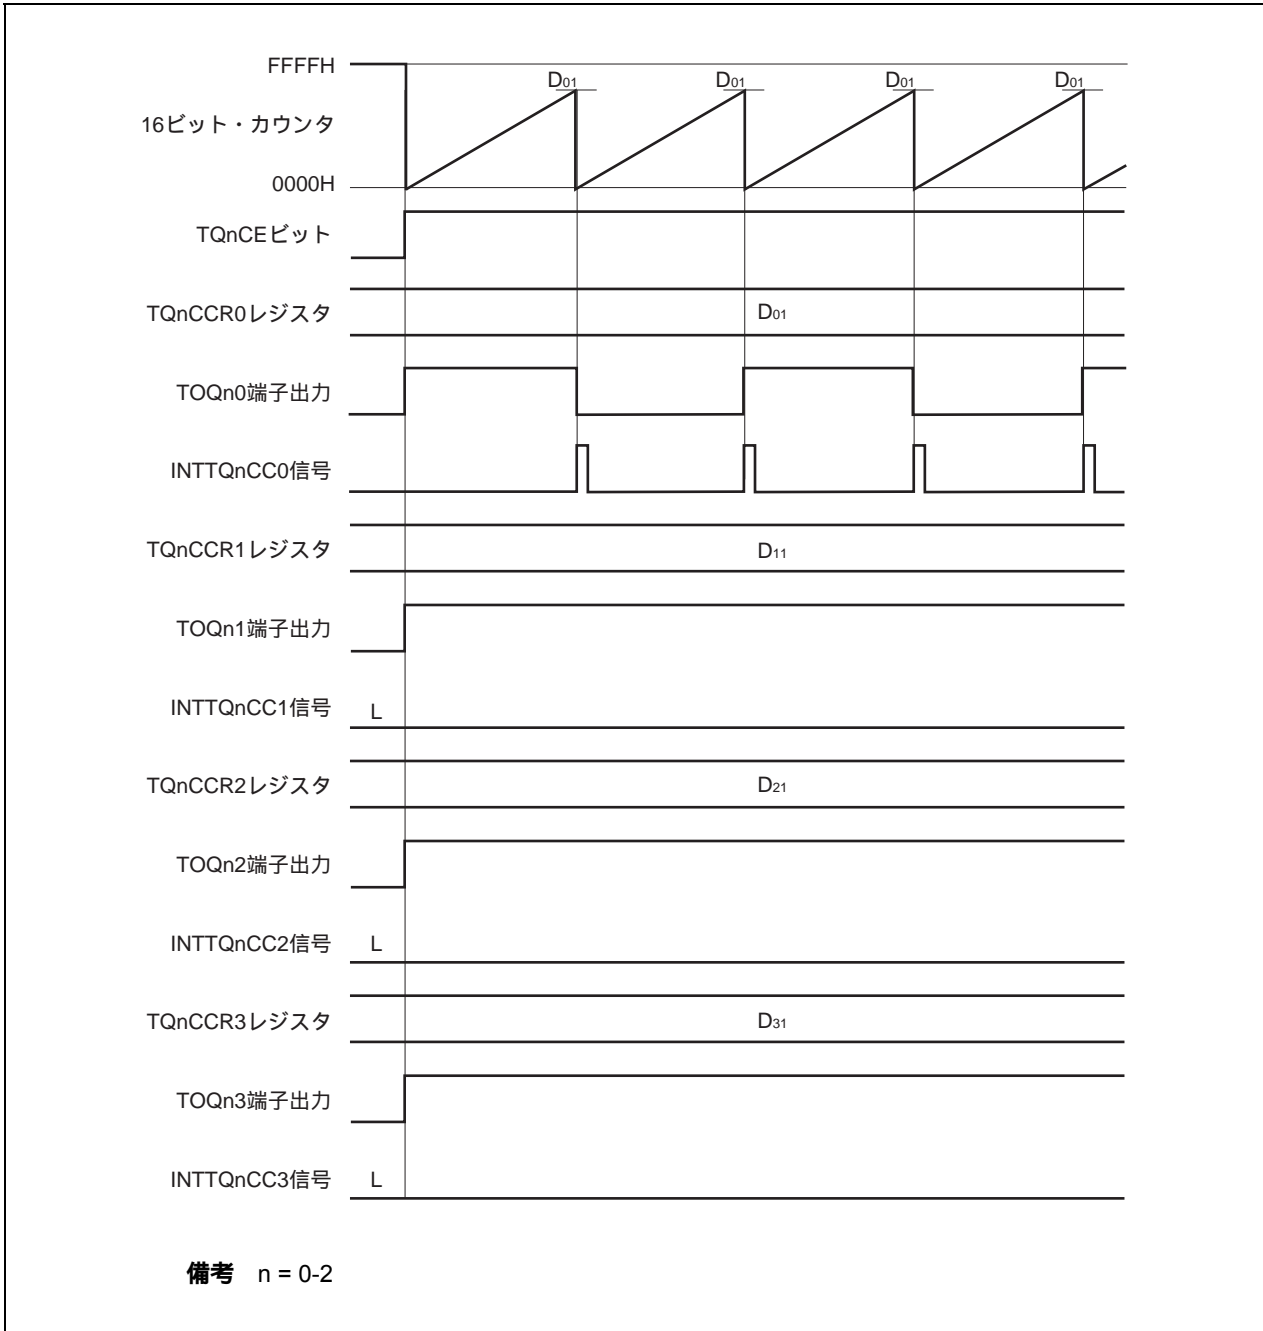 FFFFH
D01 D01 D01 D01
16ビット・カウンタ
0000H
TQnCEビット
TQnCCR0レジスタ D01
TOQn0端子出力
INTTQnCC0信号
TQnCCR1レジスタ D11
TOQn1端子出力
INTTQnCC1信号 L
TQnCCR2レジスタ D21
TOQn2端子出力
INTTQnCC2信号 L
TQnCCR3レジスタ D31
TOQn3端子出力
INTTQnCC3信号 L
備考 n = 0-2